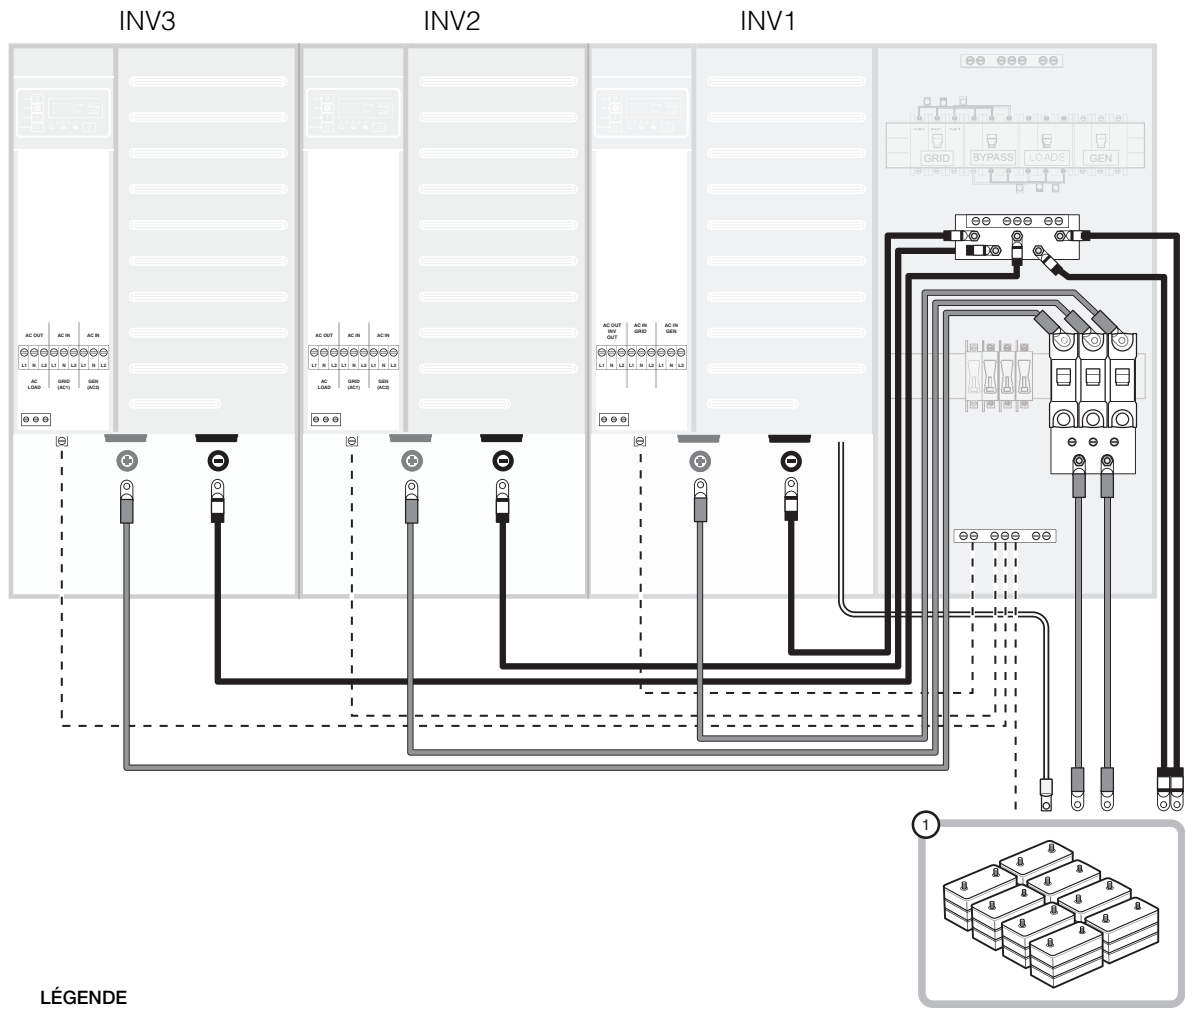 INV3 INV2 INV1
GRID BYPASS LOADS GEN
AC OUT AC IN AC IN
L1 N L2 L1 N L2 L1 N L2
AC LOAD GRID (AC1) GEN (AC2)
AC OUT AC IN AC IN
L1 N L2 L1 N L2 L1 N L2
AC LOAD GRID (AC1) GEN (AC2)
AC OUT INV OUT AC IN GRID AC IN GEN
L1 N L2 L1 N L2 L1 N L2
1
LÉGENDE